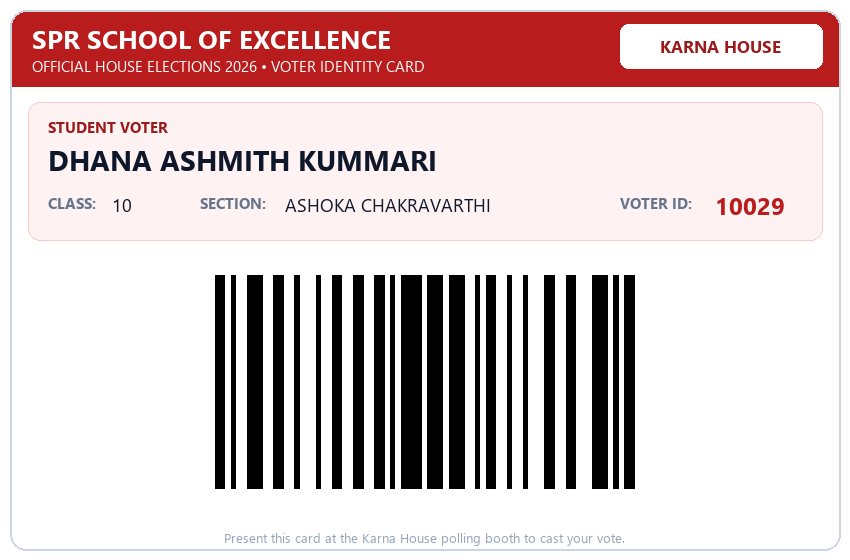 SPR SCHOOL OF EXCELLENCE
KARNA HOUSE
OFFICIAL HOUSE ELECTIONS 2026 • VOTER IDENTITY CARD
STUDENT VOTER
DHANA ASHMITH KUMMARI
CLASS: 10 SECTION: ASHOKA CHAKRAVARTHI VOTER ID: 10029
Present this card at the Karna House polling booth to cast your vote.